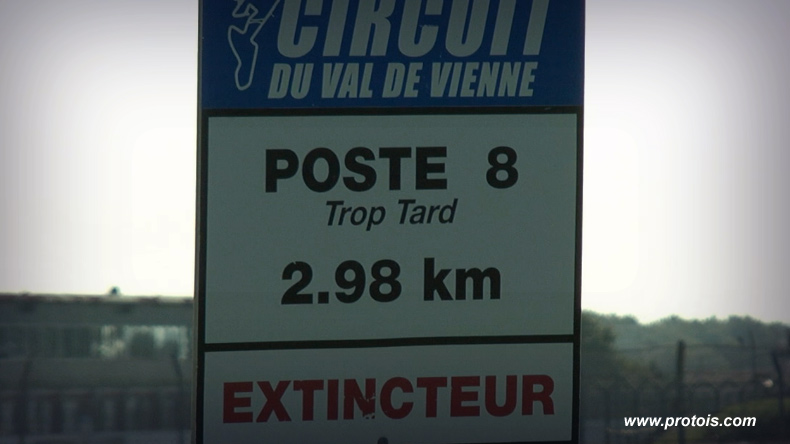 CIRCUIT
DU VAL DE VIENNE
POSTE 8
Trop Tard
2.98 km
EXTINCTEUR
www.protois.com